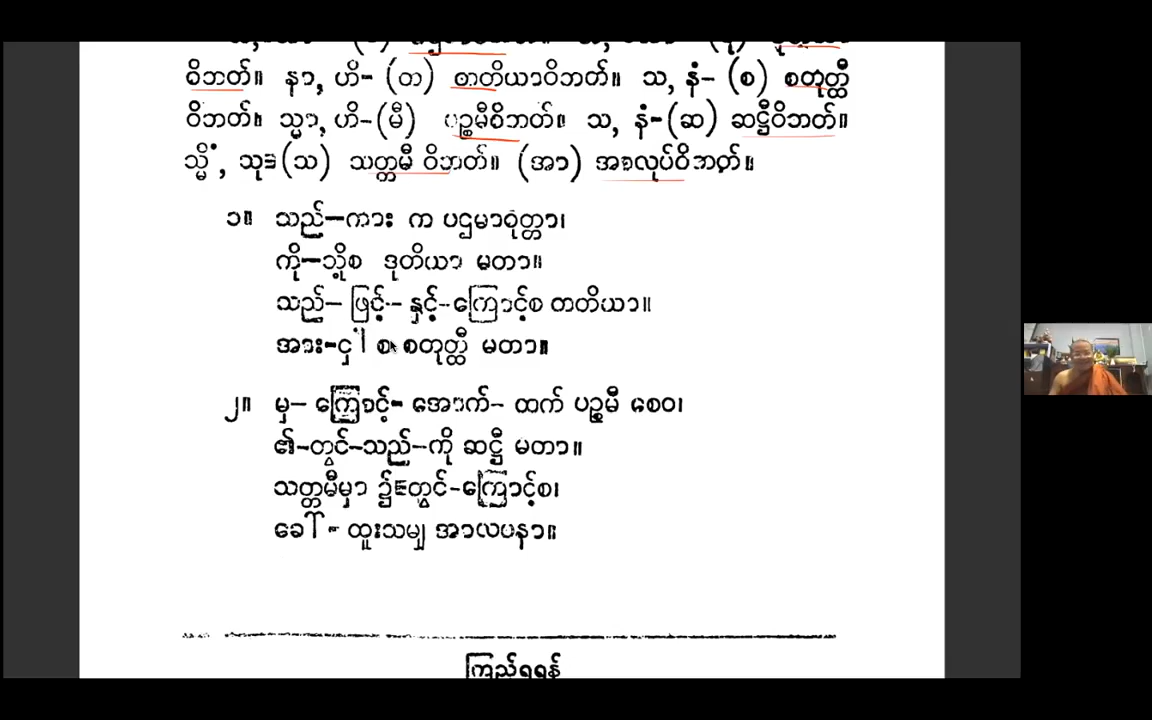 ဝိဘတ်။ နာ, ဟိ- (တ) တတိယာဝိဘတ်။ သ, နံ- (စ) စတုတ္ထီ
ဝိဘတ်။ သ္မာ, ဟိ-(မီ) ပဉ္စမီဝိဘတ်။ သ, နံ-(ဆ) ဆဋ္ဌီဝိဘတ်။
သ္မိံ, သု-(သ) သတ္တမီ ဝိဘတ်။ (အာ) အာလုပ်ဝိဘတ်။
၁။ သည်-ကား က ပဌမာဝုတ္တာ၊
ကို-သို့စ ဒုတိယာ မတာ။
သည်- ဖြင့်- နှင့်-ကြောင့်စ တတိယာ။
အား-ငှါ စ စတုတ္ထီ မတာ။
၂။ မှ- ကြောင့်- အောက်- ထက် ပဉ္စမီ စေဝ၊
၏-တွင်-သည်-ကို ဆဋ္ဌီ မတာ။
သတ္တမီမှာ ၌-တွင်-ကြောင့်စ၊
ခေါ်- ထူးသမျှ အာလပနာ။
ကြည်ရရန်